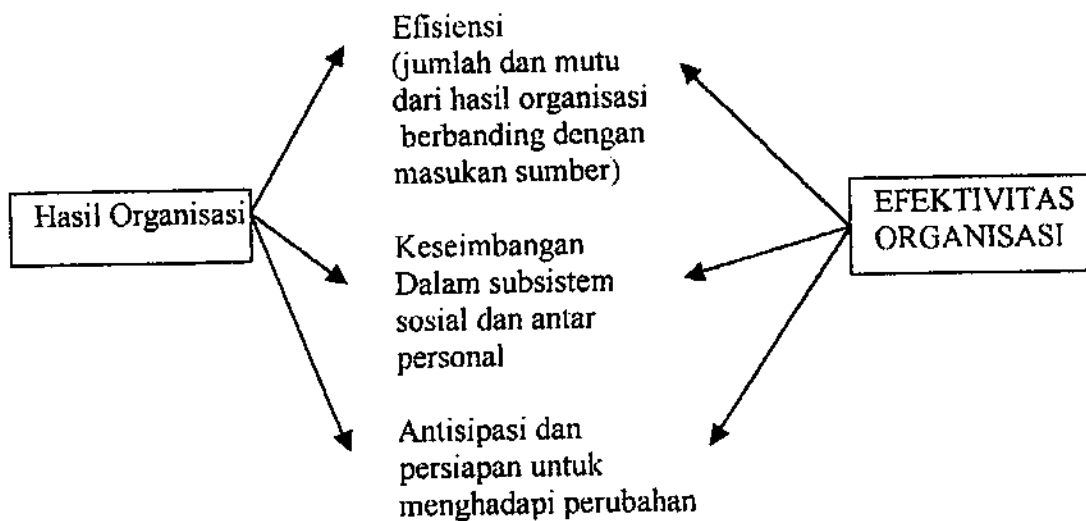 Efisiensi
(jumlah dan mutu
dari hasil organisasi
berbanding dengan
masukan sumber)
Hasil Organisasi
EFEKTIVITAS
ORGANISASI
Keseimbangan
Dalam subsistem
sosial dan antar
personal
Antisipasi dan
persiapan untuk
menghadapi perubahan